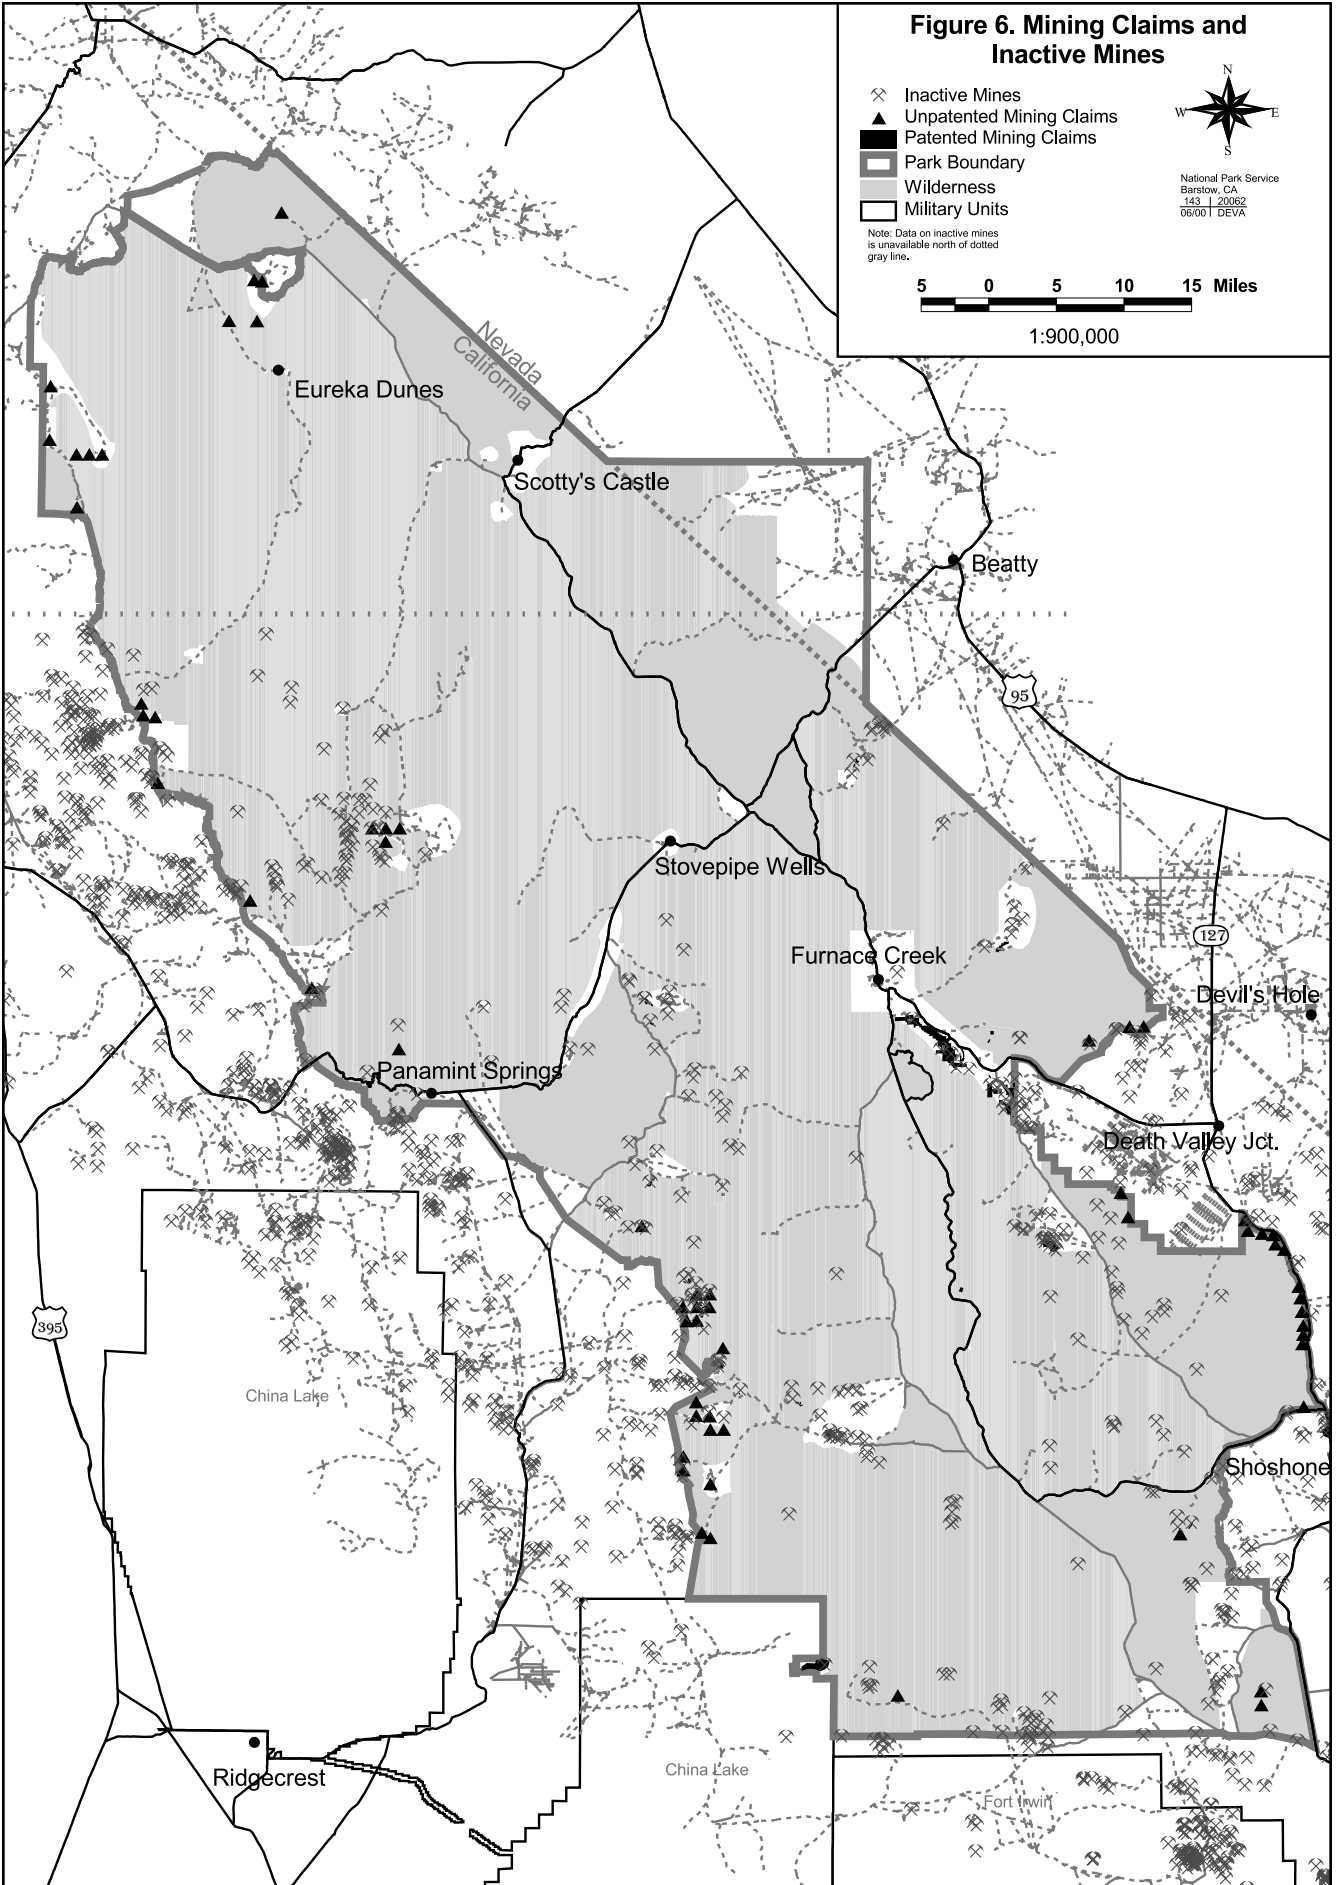 Figure 6. Mining Claims and
Inactive Mines
Inactive Mines
Unpatented Mining Claims
Patented Mining Claims
Park Boundary
Wilderness
Military Units
Note: Data on inactive mines
is unavailable north of dotted
gray line.
N
W
E
S
National Park Service
Barstow, CA
143 | 20062
06/00 | DEVA
5 0 5 10 15 Miles
1:900,000
Nevada
California
Eureka Dunes
Scotty's Castle
Beatty
95
Stovepipe Wells
127
Furnace Creek
Devil's Hole
Panamint Springs
Death Valley Jct.
395
China Lake
Shoshone
Ridgecrest
China Lake
Fort Irwin